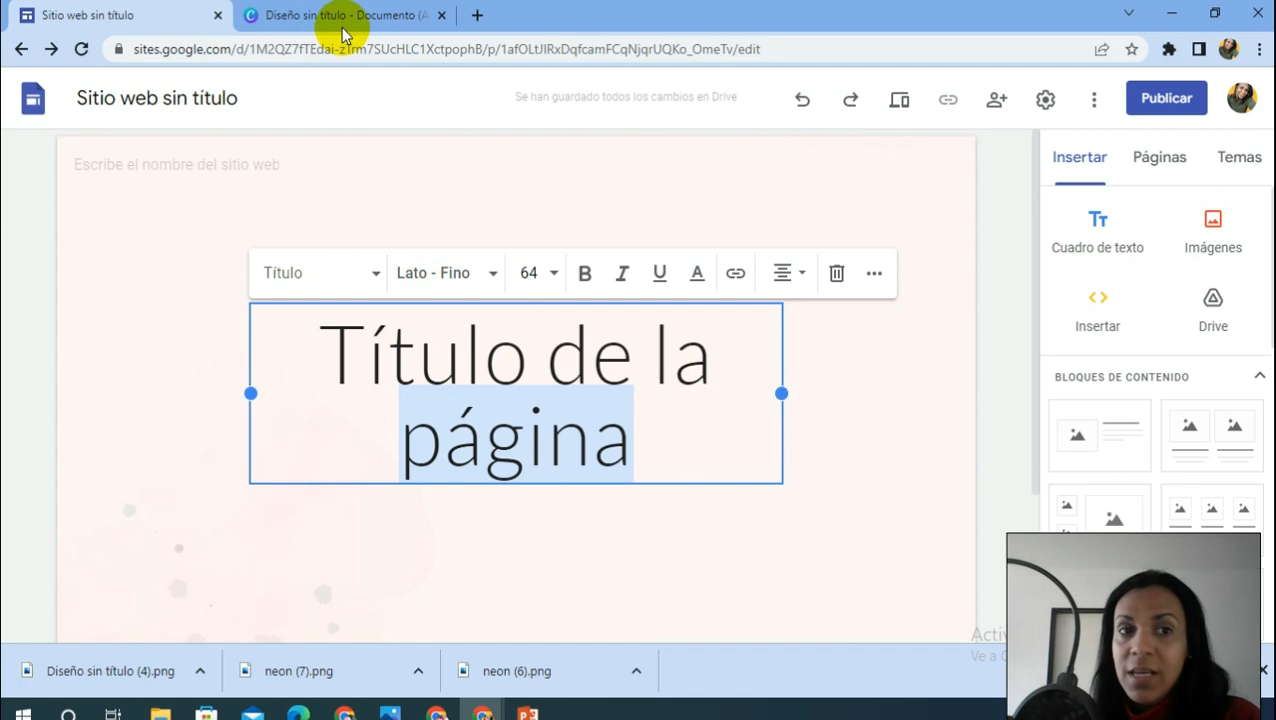 Sitio web sin título
Diseño sin título - Documento (A
sites.google.com/d/1M2QZ7fTEdai-z1rm7SUcHLC1XctpophB/p/1afOLtJIRxDqfcamFCqNjqrUQKo_OmeTv/edit
Sitio web sin título
Se han guardado todos los cambios en Drive
Publicar
Escribe el nombre del sitio web
Insertar
Páginas
Temas
Cuadro de texto
Imágenes
Título
Lato - Fino
64
Título de la
página
Insertar
Drive
BLOQUES DE CONTENIDO
Diseño sin título (4).png
neon (7).png
neon (6).png